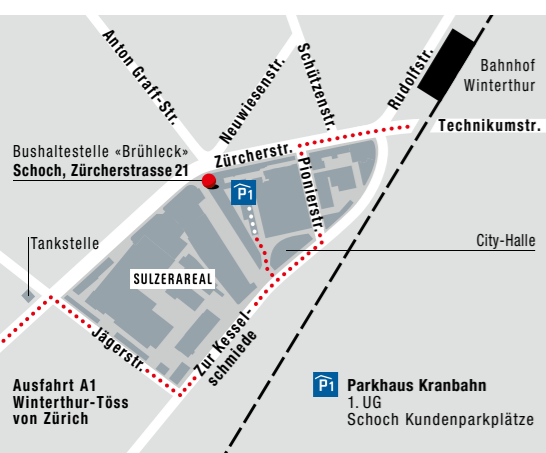 Anton Graff-Str.
Neuwiesenstr.
Schützenstr.
Rudolfstr.
Bahnhof
Winterthur
Technikumstr.
Zürcherstr.
Pionierstr.
Bushaltestelle «Brühleck»
Schoch, Zürcherstrasse 21
P1
Tankstelle
City-Halle
SULZERAREAL
Jägerstr.
Zur Kessel-
schmiede
Ausfahrt A1
Winterthur-Töss
von Zürich
P1 Parkhaus Kranbahn
1. UG
Schoch Kundenparkplätze